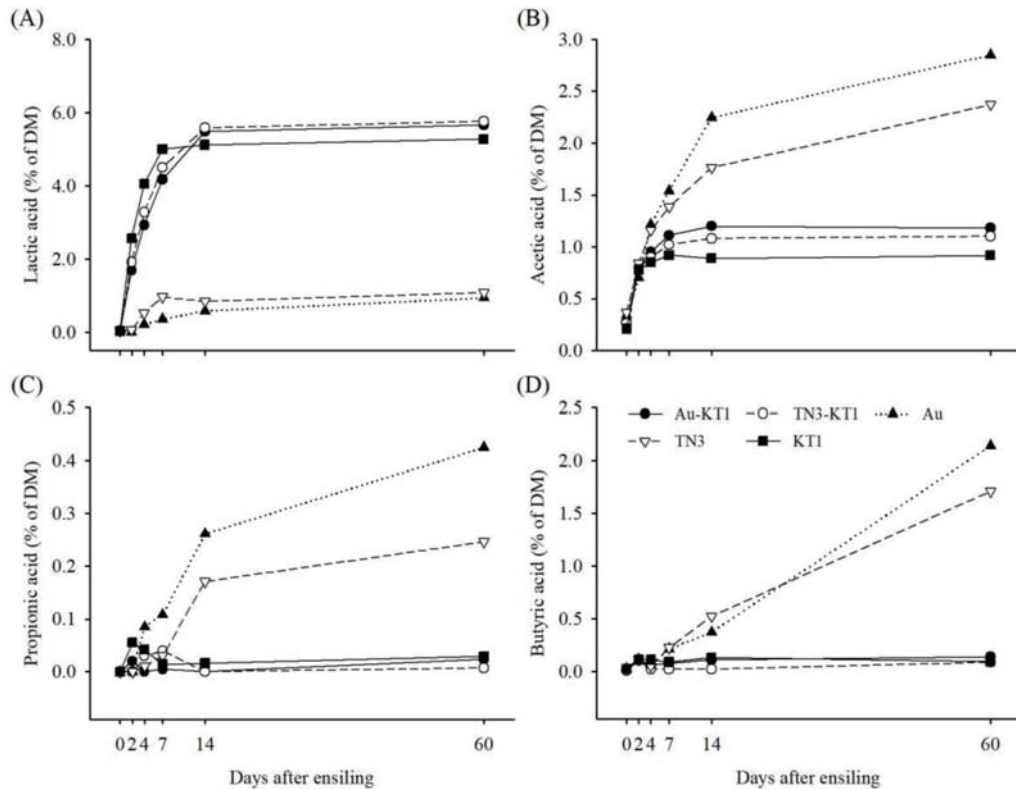 (A)
8.0
6.0
4.0
2.0
0.0
Lactic acid (% of DM)
(B)
3.0
2.5
2.0
1.5
1.0
0.5
0.0
Acetic acid (% of DM)
(C)
0.5
0.4
0.3
0.2
0.1
0.0
Propionic acid (% of DM)
0 2 4 7 14 60
Days after ensiling
(D)
2.5
2.0
1.5
1.0
0.5
0.0
Butyric acid (% of DM)
Au-KT1 TN3-KT1 Au
TN3 KT1
0 2 4 7 14 60
Days after ensiling